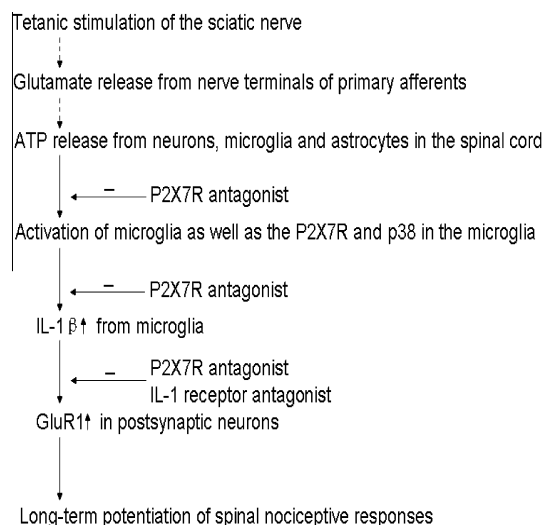 Tetanic stimulation of the sciatic nerve
Glutamate release from nerve terminals of primary afferents
ATP release from neurons, microglia and astrocytes in the spinal cord
– P2X7R antagonist
Activation of microglia as well as the P2X7R and p38 in the microglia
– P2X7R antagonist
IL-1β↑ from microglia
– P2X7R antagonist
IL-1 receptor antagonist
GluR1↑ in postsynaptic neurons
Long-term potentiation of spinal nociceptive responses